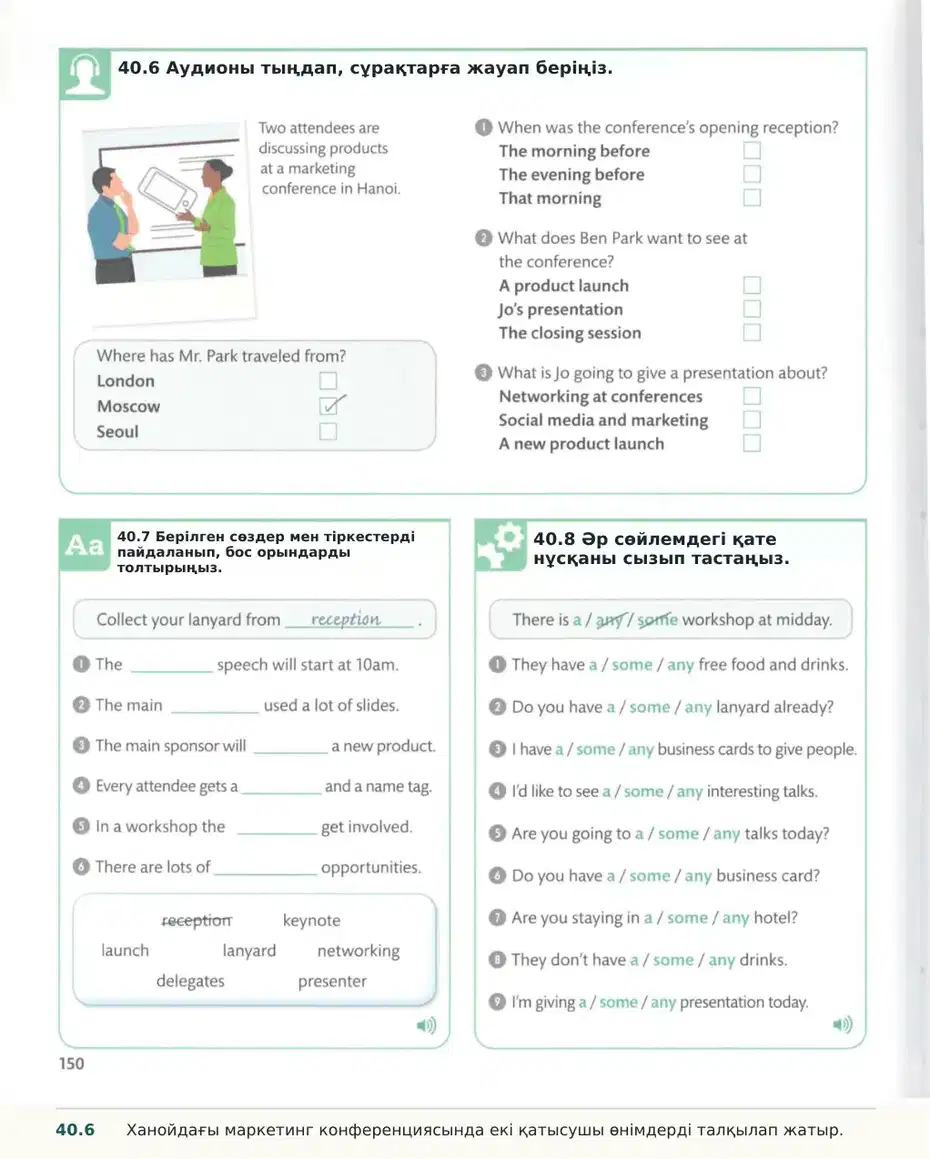 40.6 Аудионы тыңдап, сұрақтарға жауап беріңіз.
Two attendees are
discussing products
at a marketing
conference in Hanoi.
Where has Mr. Park traveled from?
London
Moscow
Seoul
1 When was the conference's opening reception?
The morning before
The evening before
That morning
2 What does Ben Park want to see at
the conference?
A product launch
Jo's presentation
The closing session
3 What is Jo going to give a presentation about?
Networking at conferences
Social media and marketing
A new product launch
Aa
40.7 Берілген сөздер мен тіркестерді
пайдаланып, бос орындарды
толтырыңыз.
Collect your lanyard from reception .
1 The ________ speech will start at 10am.
2 The main ________ used a lot of slides.
3 The main sponsor will ________ a new product.
4 Every attendee gets a ________ and a name tag.
5 In a workshop the ________ get involved.
6 There are lots of ________ opportunities.
reception keynote
launch lanyard networking
delegates presenter
40.8 Әр сөйлемдегі қате
нұсқаны сызып тастаңыз.
There is a / any / some workshop at midday.
1 They have a / some / any free food and drinks.
2 Do you have a / some / any lanyard already?
3 I have a / some / any business cards to give people.
4 I'd like to see a / some / any interesting talks.
5 Are you going to a / some / any talks today?
6 Do you have a / some / any business card?
7 Are you staying in a / some / any hotel?
8 They don't have a / some / any drinks.
9 I'm giving a / some / any presentation today.
150
40.6 Ханойдағы маркетинг конференциясында екі қатысушы өнімдерді талқылап жатыр.